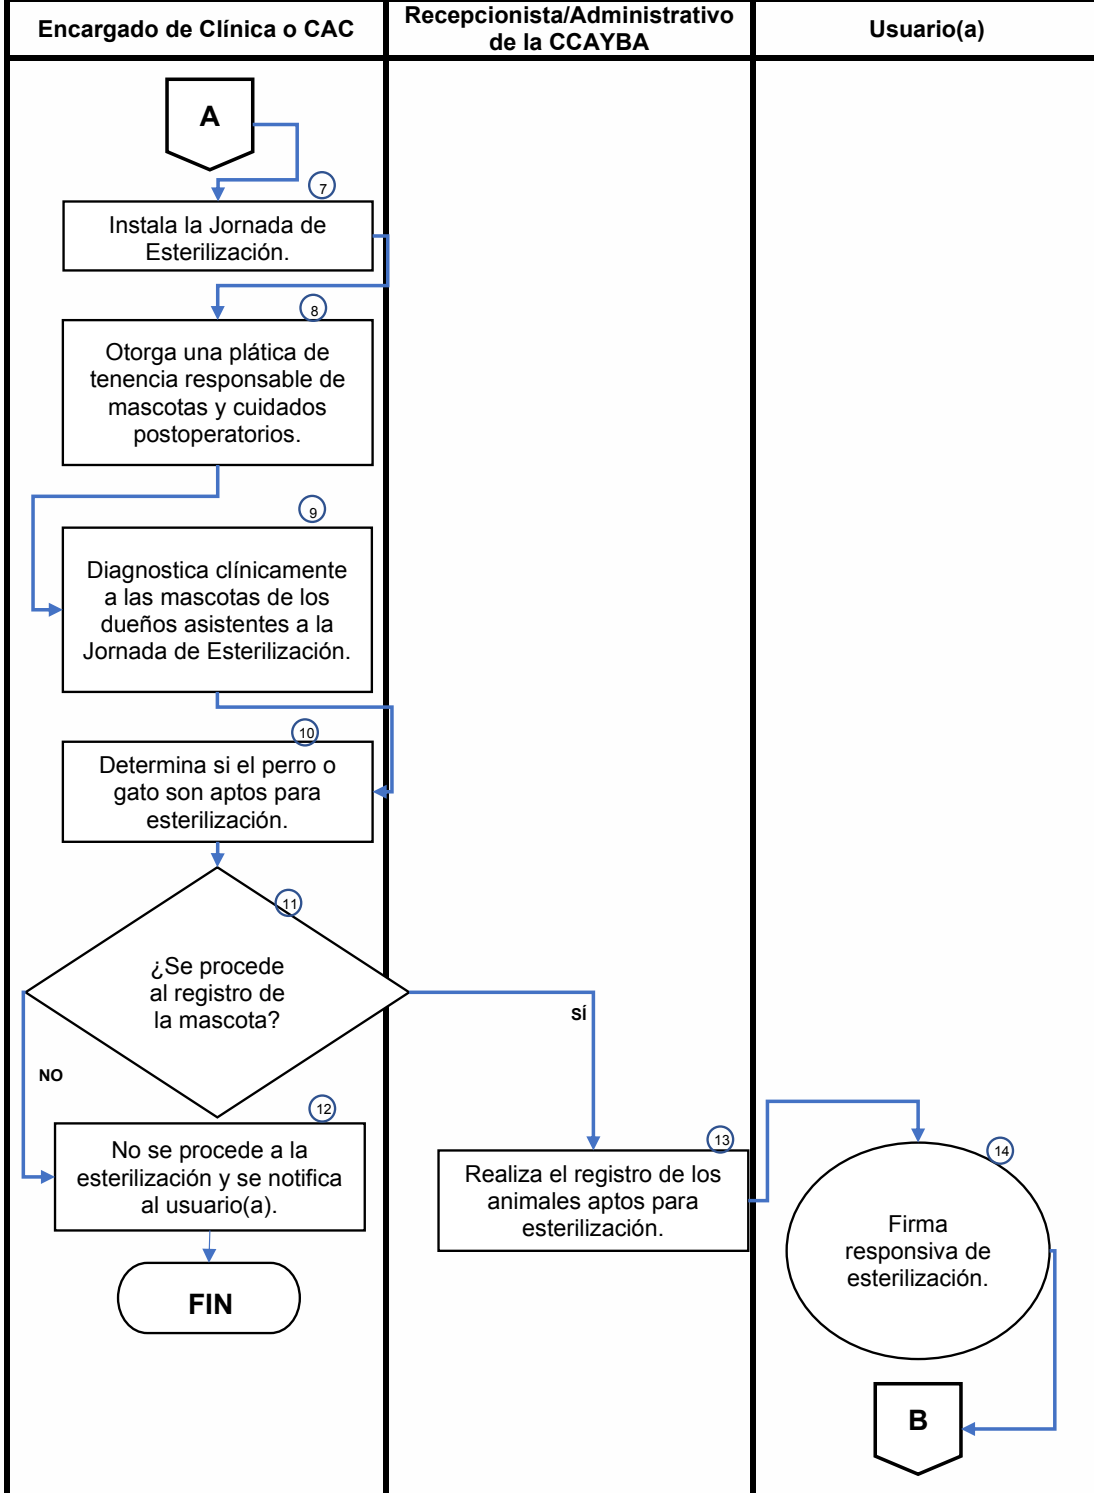 Encargado de Clínica o CAC
Recepcionista/Administrativo
de la CCAYBA
Usuario(a)
A
7
Instala la Jornada de
Esterilización.
8
Otorga una plática de
tenencia responsable de
mascotas y cuidados
postoperatorios.
9
Diagnostica clínicamente
a las mascotas de los
dueños asistentes a la
Jornada de Esterilización.
10
Determina si el perro o
gato son aptos para
esterilización.
11
¿Se procede
al registro de
la mascota?
SÍ
NO
12
No se procede a la
esterilización y se notifica
al usuario(a).
FIN
13
Realiza el registro de los
animales aptos para
esterilización.
14
Firma
responsiva de
esterilización.
B